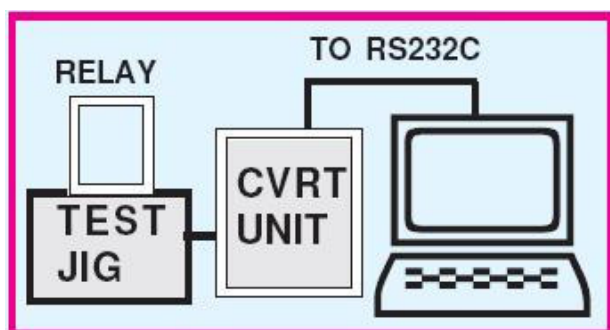 TO RS232C
RELAY
CVRT
UNIT
TEST
JIG